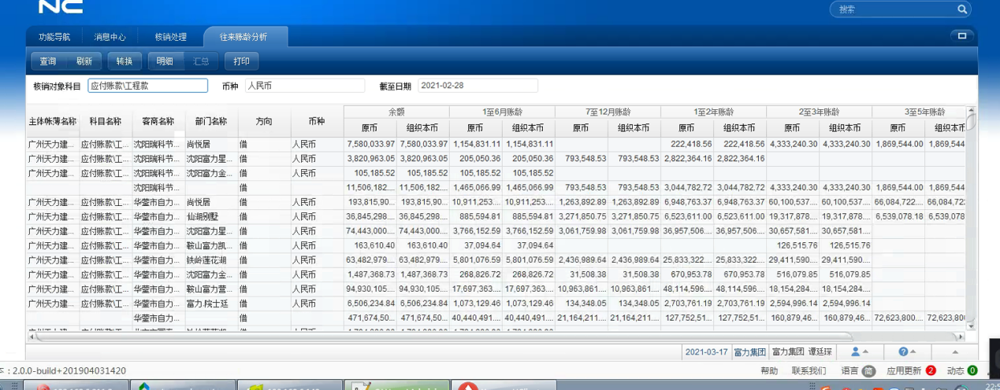 NC
搜索
功能导航 消息中心 核销处理 往来账龄分析
查询 刷新 转换 明细 汇总 打印
核销对象科目 应付账款\工程款 币种 人民币 截至日期 2021-02-28
余额 1至6月账龄 7至12月账龄 1至2年账龄 2至3年账龄 3至5年账龄
主体帐薄名称 科目名称 客商名称 部门名称 方向 币种 原币 组织本币 原币 组织本币 原币 组织本币 原币 组织本币 原币 组织本币 原币 组织本币
广州天力建... 应付账款\工... 沈阳瑞科节... 尚悦居 借 人民币 7,580,033.97 7,580,033.97 1,154,831.11 1,154,831.11 222,418.56 222,418.56 4,333,240.30 4,333,240.30 1,869,544.00 1,869,544
广州天力建... 应付账款\工... 沈阳瑞科节... 沈阳富力星... 借 人民币 3,820,963.05 3,820,963.05 205,050.36 205,050.36 793,548.53 793,548.53 2,822,364.16 2,822,364.16
广州天力建... 应付账款\工... 沈阳瑞科节... 沈阳富力金... 借 人民币 105,185.52 105,185.52 105,185.52 105,185.52
沈阳瑞科节... 借 11,506,182.... 11,506,182.... 1,465,066.99 1,465,066.99 793,548.53 793,548.53 3,044,782.72 3,044,782.72 4,333,240.30 4,333,240.30 1,869,544.00 1,869,544
广州天力建... 应付账款\工... 华蓥市自力... 尚悦居 借 人民币 193,815,90... 193,815,90... 10,911,253.... 10,911,253.... 1,263,892.89 1,263,892.89 6,948,763.37 6,948,763.37 60,100,537.... 60,100,537.... 66,084,722.... 66,084,72
广州天力建... 应付账款\工... 华蓥市自力... 仙湖别墅 借 人民币 36,845,298.... 36,845,298.... 885,594.81 885,594.81 3,271,850.75 3,271,850.75 6,523,611.00 6,523,611.00 19,317,878.... 19,317,878.... 6,539,078.18 6,539,078
广州天力建... 应付账款\工... 华蓥市自力... 沈阳富力星... 借 人民币 74,443,000.... 74,443,000.... 3,766,152.59 3,766,152.59 3,061,759.98 3,061,759.98 36,957,506.... 36,957,506.... 30,657,581.... 30,657,581....
广州天力建... 应付账款\工... 华蓥市自力... 鞍山富力凯... 借 人民币 163,610.40 163,610.40 37,094.64 37,094.64 126,515.76 126,515.76
广州天力建... 应付账款\工... 华蓥市自力... 铁岭莲花湖 借 人民币 63,482,979.... 63,482,979.... 5,801,076.59 5,801,076.59 2,436,989.64 2,436,989.64 25,833,322.... 25,833,322.... 29,411,590.... 29,411,590....
广州天力建... 应付账款\工... 华蓥市自力... 沈阳富力金... 借 人民币 1,487,368.73 1,487,368.73 268,826.72 268,826.72 31,508.38 31,508.38 670,953.78 670,953.78 516,079.85 516,079.85
广州天力建... 应付账款\工... 华蓥市自力... 鞍山富力营... 借 人民币 94,930,105.... 94,930,105.... 17,697,363.... 17,697,363.... 10,963,861.... 10,963,861.... 48,114,596.... 48,114,596.... 18,154,284.... 18,154,284....
广州天力建... 应付账款\工... 华蓥市自力... 富力院士廷 借 人民币 6,506,234.84 6,506,234.84 1,073,129.46 1,073,129.46 134,348.05 134,348.05 2,703,761.19 2,703,761.19 2,594,996.14 2,594,996.14
华蓥市自力... 借 471,674,50... 471,674,50... 40,440,491.... 40,440,491.... 21,164,211.... 21,164,211.... 127,752,51... 127,752,51... 160,879,46... 160,879,46... 72,623,800.... 72,623,80
2021-03-17 富力集团 富力集团 谭廷琛
本：2.0.0-build+201904031420 帮助 联系我们 语言 简 应用更新 2 动态 0